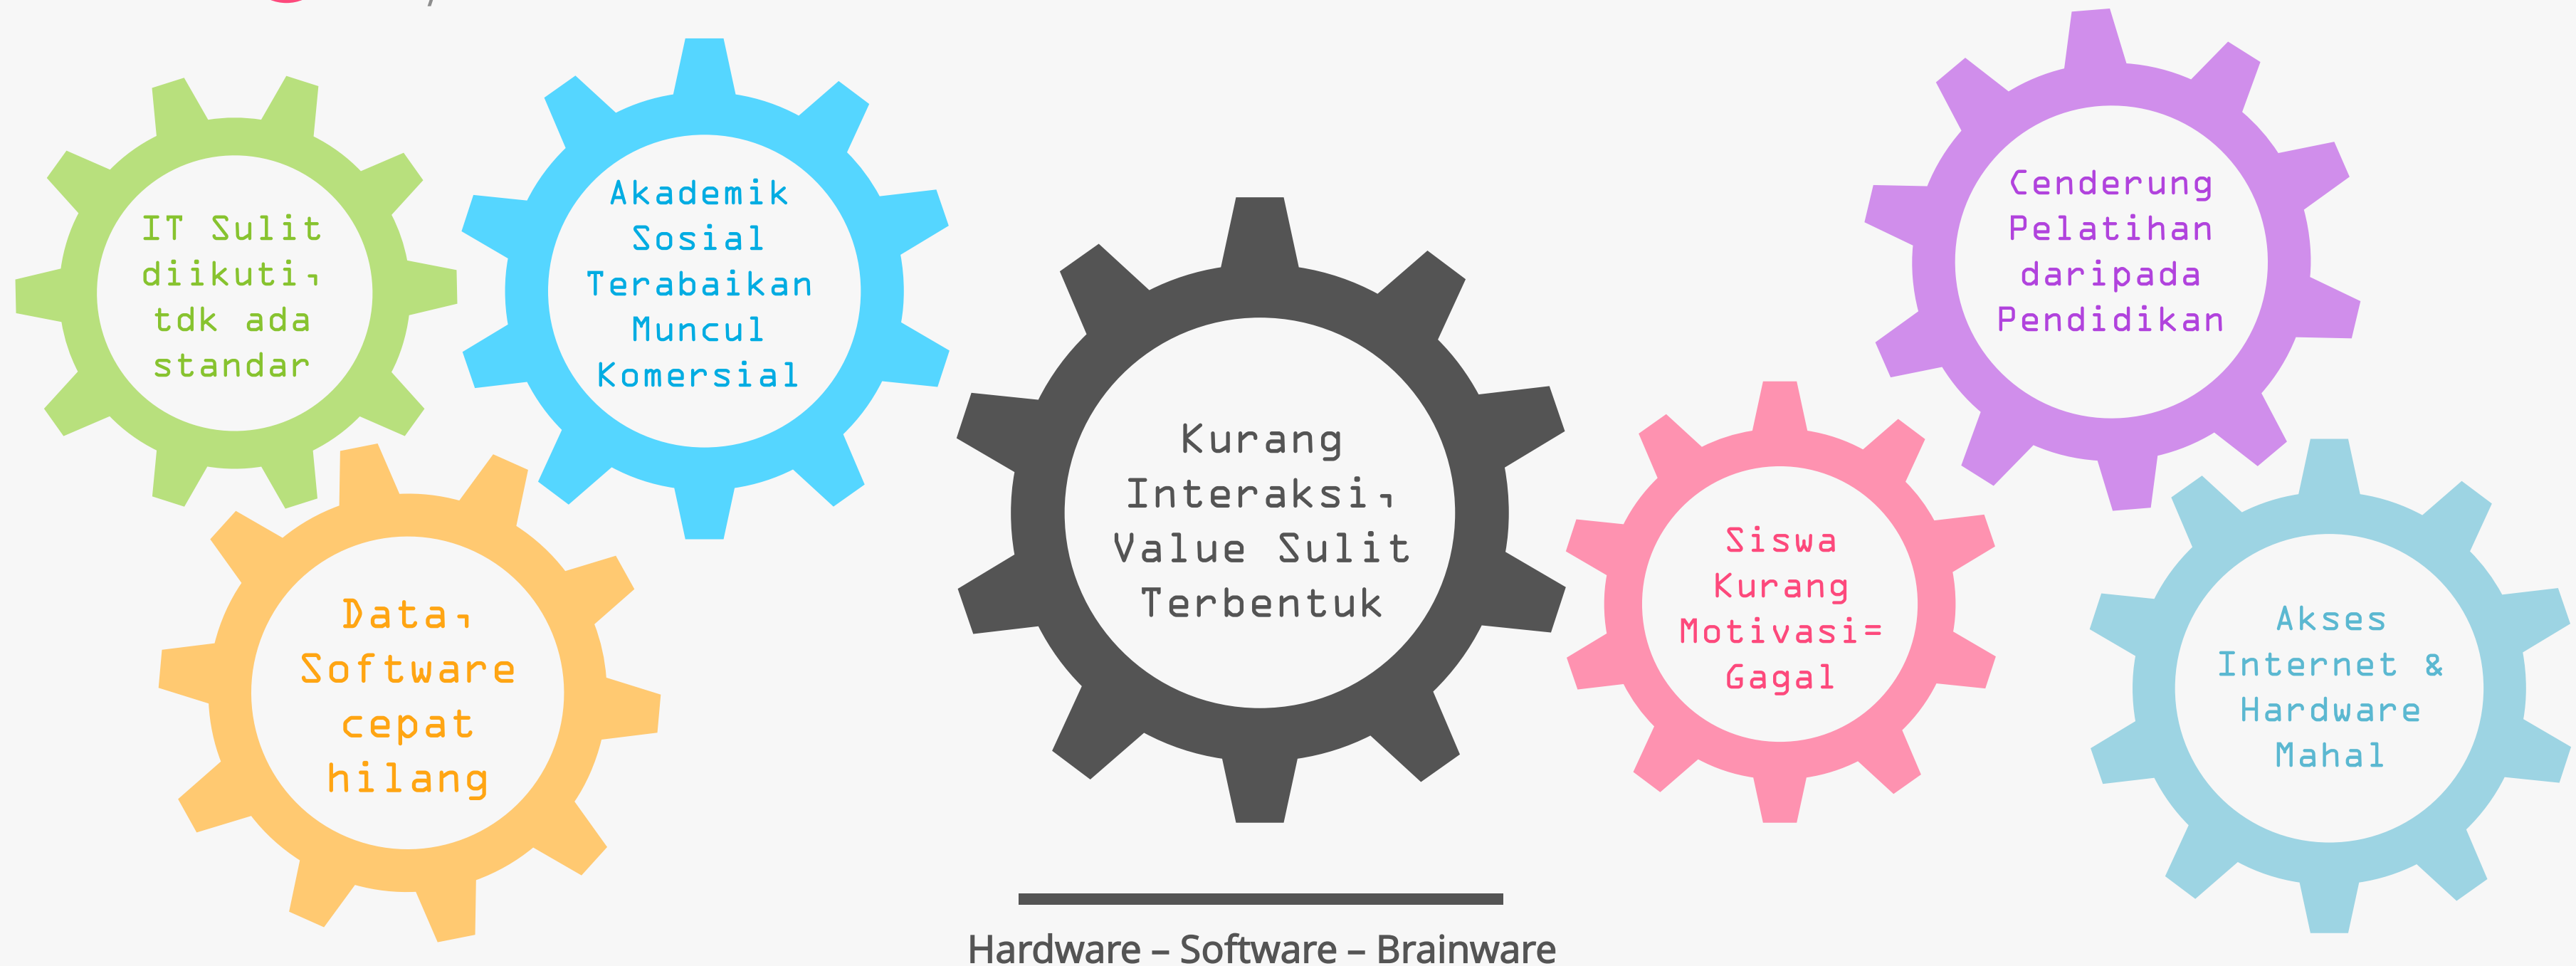 IT Sulit
diikuti,
tdk ada
standar
Akademik
Sosial
Terabaikan
Muncul
Komersial
Data,
Software
cepat
hilang
Kurang
Interaksi,
Value Sulit
Terbentuk
Siswa
Kurang
Motivasi=
Gagal
Cenderung
Pelatihan
daripada
Pendidikan
Akses
Internet &
Hardware
Mahal
Hardware – Software – Brainware